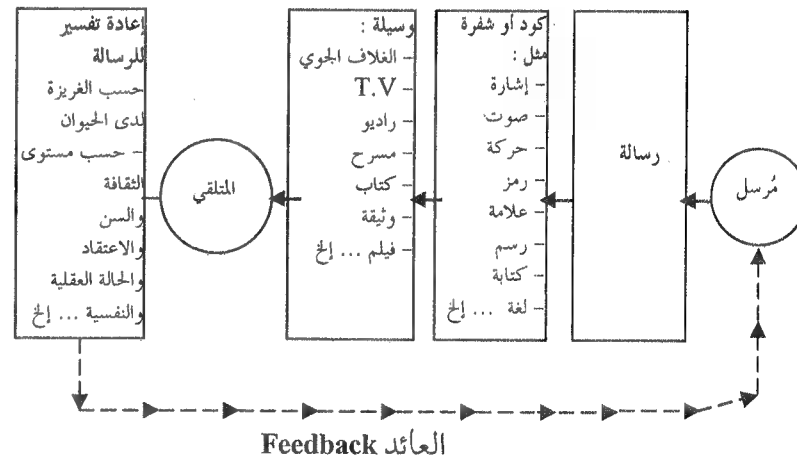 مُرسل
رسالة
كود أو شفرة
مثل :
– إشارة
– صوت
– حركة
– رمز
– علامة
– رسم
– كتابة
– لغة ... إلخ
وسيلة :
– الغلاف الجوي
– T.V
– راديو
– مسرح
– كتاب
– وثيقة
– فيلم ... إلخ
المتلقي
إعادة تفسير
للرسالة
حسب الغريزة
لدى الحيوان
– حسب مستوى
الثقافة
والسن
والاعتقاد
والحالة العقلية
والنفسية ... إلخ
العائد Feedback